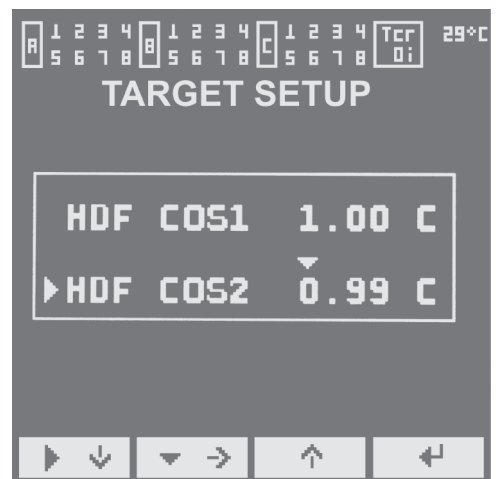 A 1 2 3 4 B 1 2 3 4 C 1 2 3 4 Tcr 29°C
5 6 7 8 5 6 7 8 5 6 7 8 Oi
TARGET SETUP
HDF COS1 1.00 C
HDF COS2 0.99 C